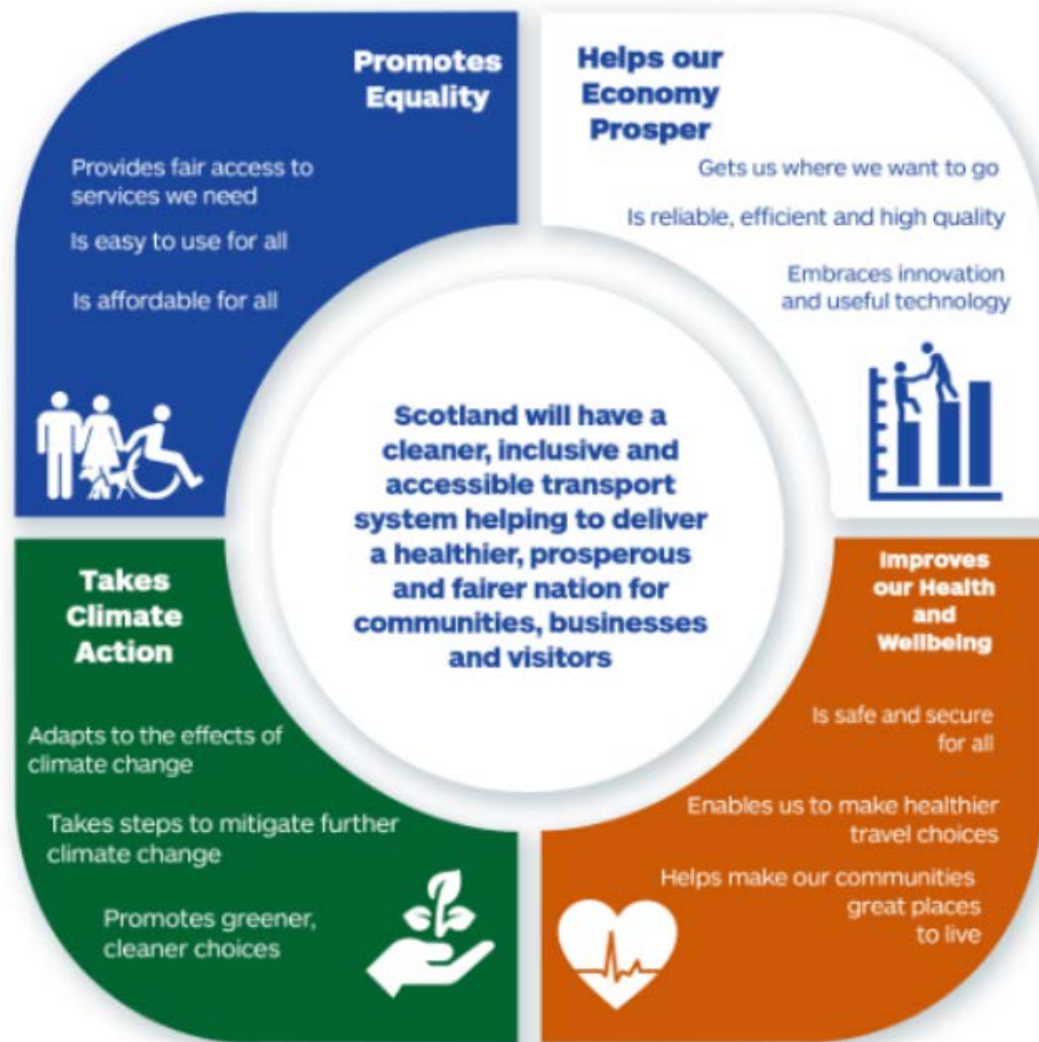 Promotes
Equality
Provides fair access to
services we need
Is easy to use for all
Is affordable for all
Helps our
Economy
Prosper
Gets us where we want to go
Is reliable, efficient and high quality
Embraces innovation
and useful technology
Scotland will have a
cleaner, inclusive and
accessible transport
system helping to deliver
a healthier, prosperous
and fairer nation for
communities, businesses
and visitors
Takes
Climate
Action
Adapts to the effects of
climate change
Takes steps to mitigate further
climate change
Promotes greener,
cleaner choices
Improves
our Health
and
Wellbeing
Is safe and secure
for all
Enables us to make healthier
travel choices
Helps make our communities
great places
to live